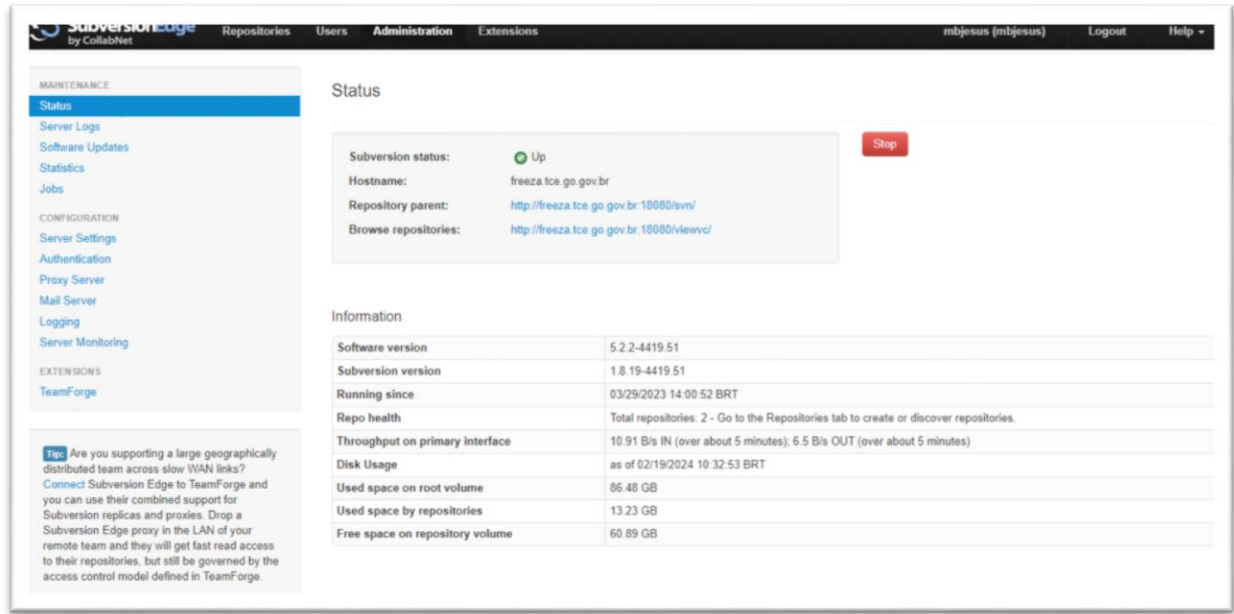 SubversionEdge
by CollabNet
Repositories Users Administration Extensions mbjesus (mbjesus) Logout Help
MAINTENANCE
Status
Server Logs
Software Updates
Statistics
Jobs
CONFIGURATION
Server Settings
Authentication
Proxy Server
Mail Server
Logging
Server Monitoring
EXTENSIONS
TeamForge
Tip: Are you supporting a large geographically
distributed team across slow WAN links?
Connect Subversion Edge to TeamForge and
you can use their combined support for
Subversion replicas and proxies. Drop a
Subversion Edge proxy in the LAN of your
remote team and they will get fast read access
to their repositories, but still be governed by the
access control model defined in TeamForge.
Status
Subversion status: Up
Hostname: freeza.tce.go.gov.br
Repository parent: http://freeza.tce.go.gov.br:18080/svn/
Browse repositories: http://freeza.tce.go.gov.br:18080/viewvc/
Stop
Information
Software version 5.2.2-4419.51
Subversion version 1.8.19-4419.51
Running since 03/29/2023 14:00:52 BRT
Repo health Total repositories: 2 - Go to the Repositories tab to create or discover repositories.
Throughput on primary interface 10.91 B/s IN (over about 5 minutes); 6.5 B/s OUT (over about 5 minutes)
Disk Usage as of 02/19/2024 10:32:53 BRT
Used space on root volume 86.48 GB
Used space by repositories 13.23 GB
Free space on repository volume 60.89 GB